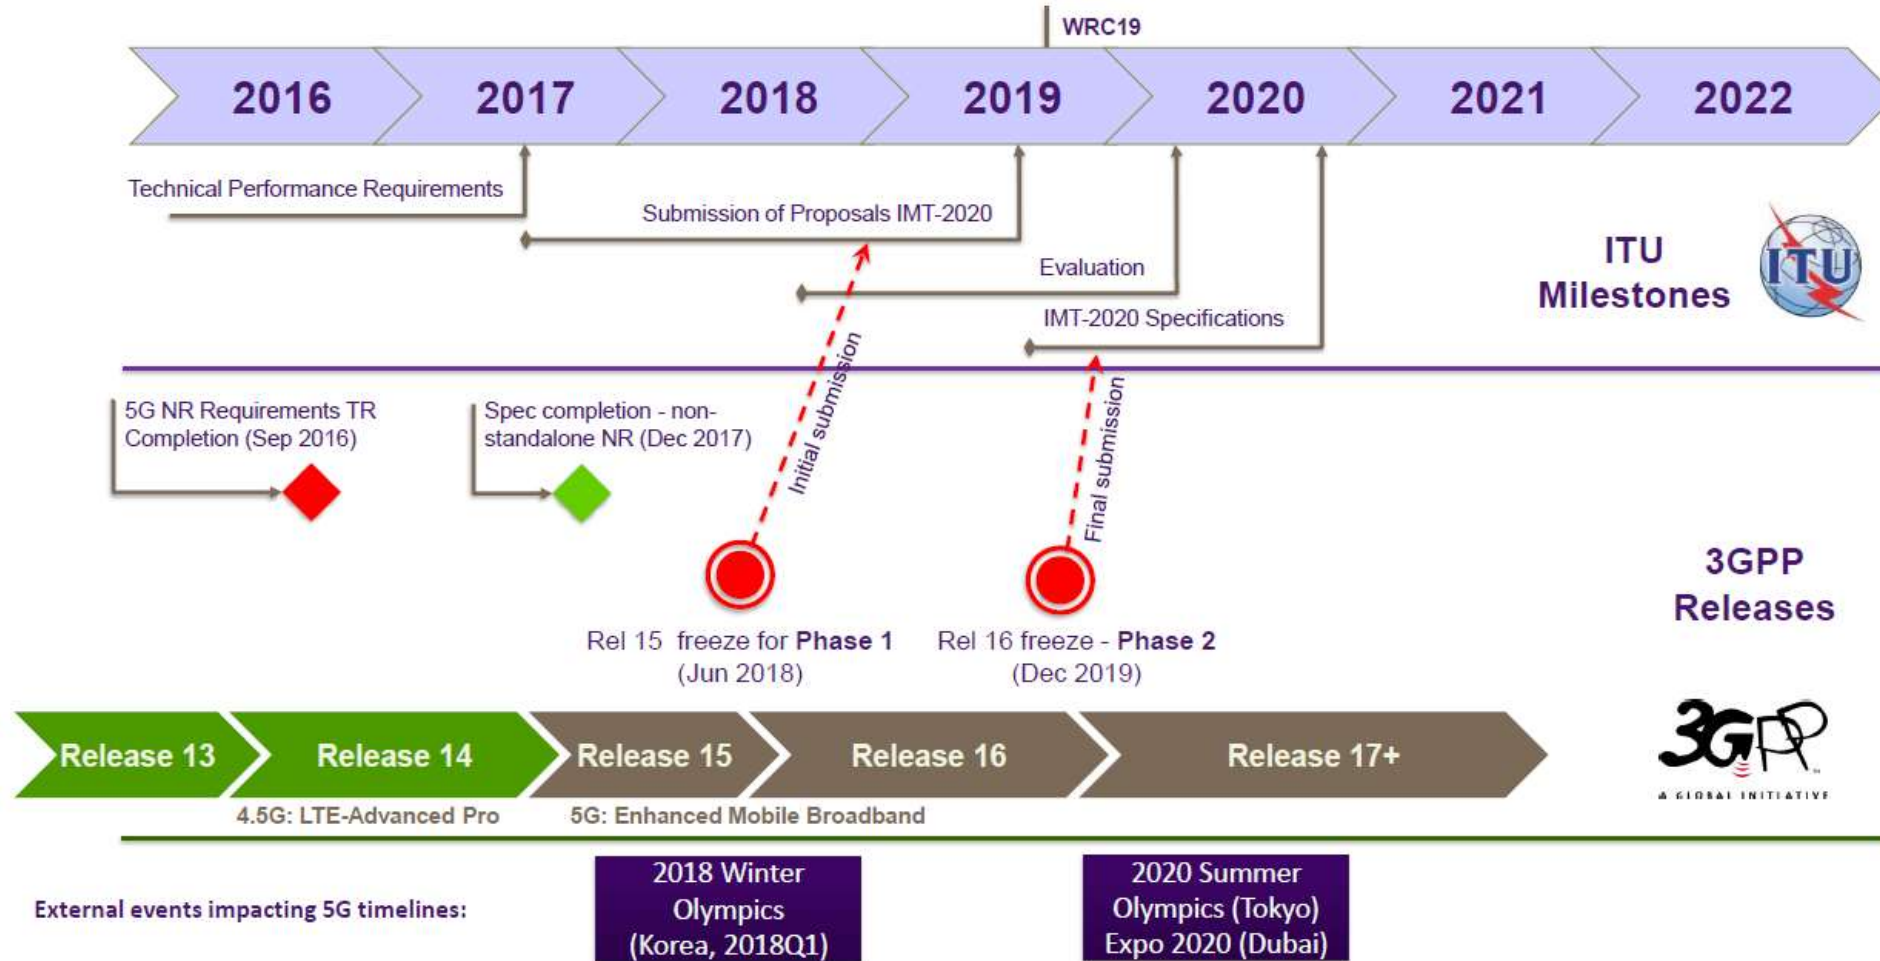 WRC19
2016
2017
2018
2019
2020
2021
2022
Technical Performance Requirements
Submission of Proposals IMT-2020
Evaluation
IMT-2020 Specifications
ITU
Milestones
ITU
5G NR Requirements TR
Completion (Sep 2016)
Spec completion - non-
standalone NR (Dec 2017)
Initial submission
Final submission
3GPP
Releases
Rel 15 freeze for Phase 1
(Jun 2018)
Rel 16 freeze - Phase 2
(Dec 2019)
Release 13
Release 14
Release 15
Release 16
Release 17+
3GPP
A GLOBAL INITIATIVE
4.5G: LTE-Advanced Pro
5G: Enhanced Mobile Broadband
External events impacting 5G timelines:
2018 Winter
Olympics
(Korea, 2018Q1)
2020 Summer
Olympics (Tokyo)
Expo 2020 (Dubai)